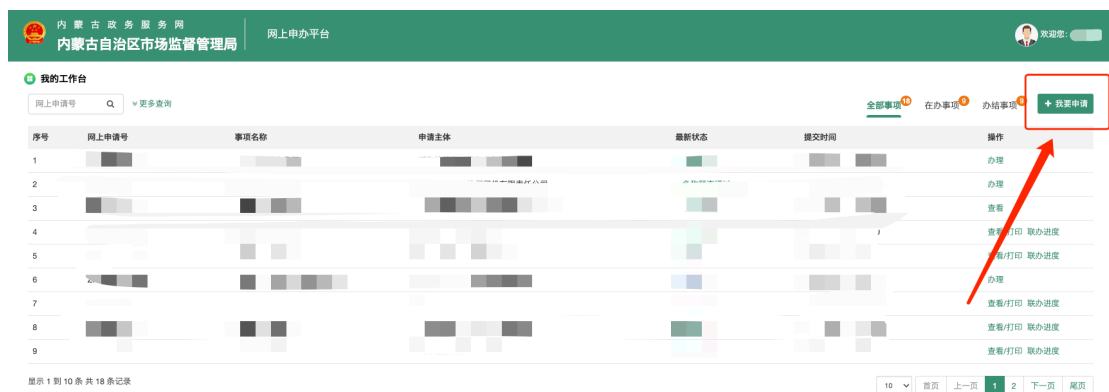 内蒙古政务服务网
内蒙古自治区市场监督管理局
网上申办平台
欢迎您:
我的工作台
网上申请号
更多查询
全部事项 18
在办事项 9
办结事项 9
+ 我要申请
序号 网上申请号 事项名称 申请主体 最新状态 提交时间 操作
1 办理
2 办理
3 查看
4 查看/打印 联办进度
5 查看/打印 联办进度
6 办理
7 查看/打印 联办进度
8 查看/打印 联办进度
9 查看/打印 联办进度
显示 1 到 10 条 共 18 条记录
10 首页 上一页 1 2 下一页 尾页